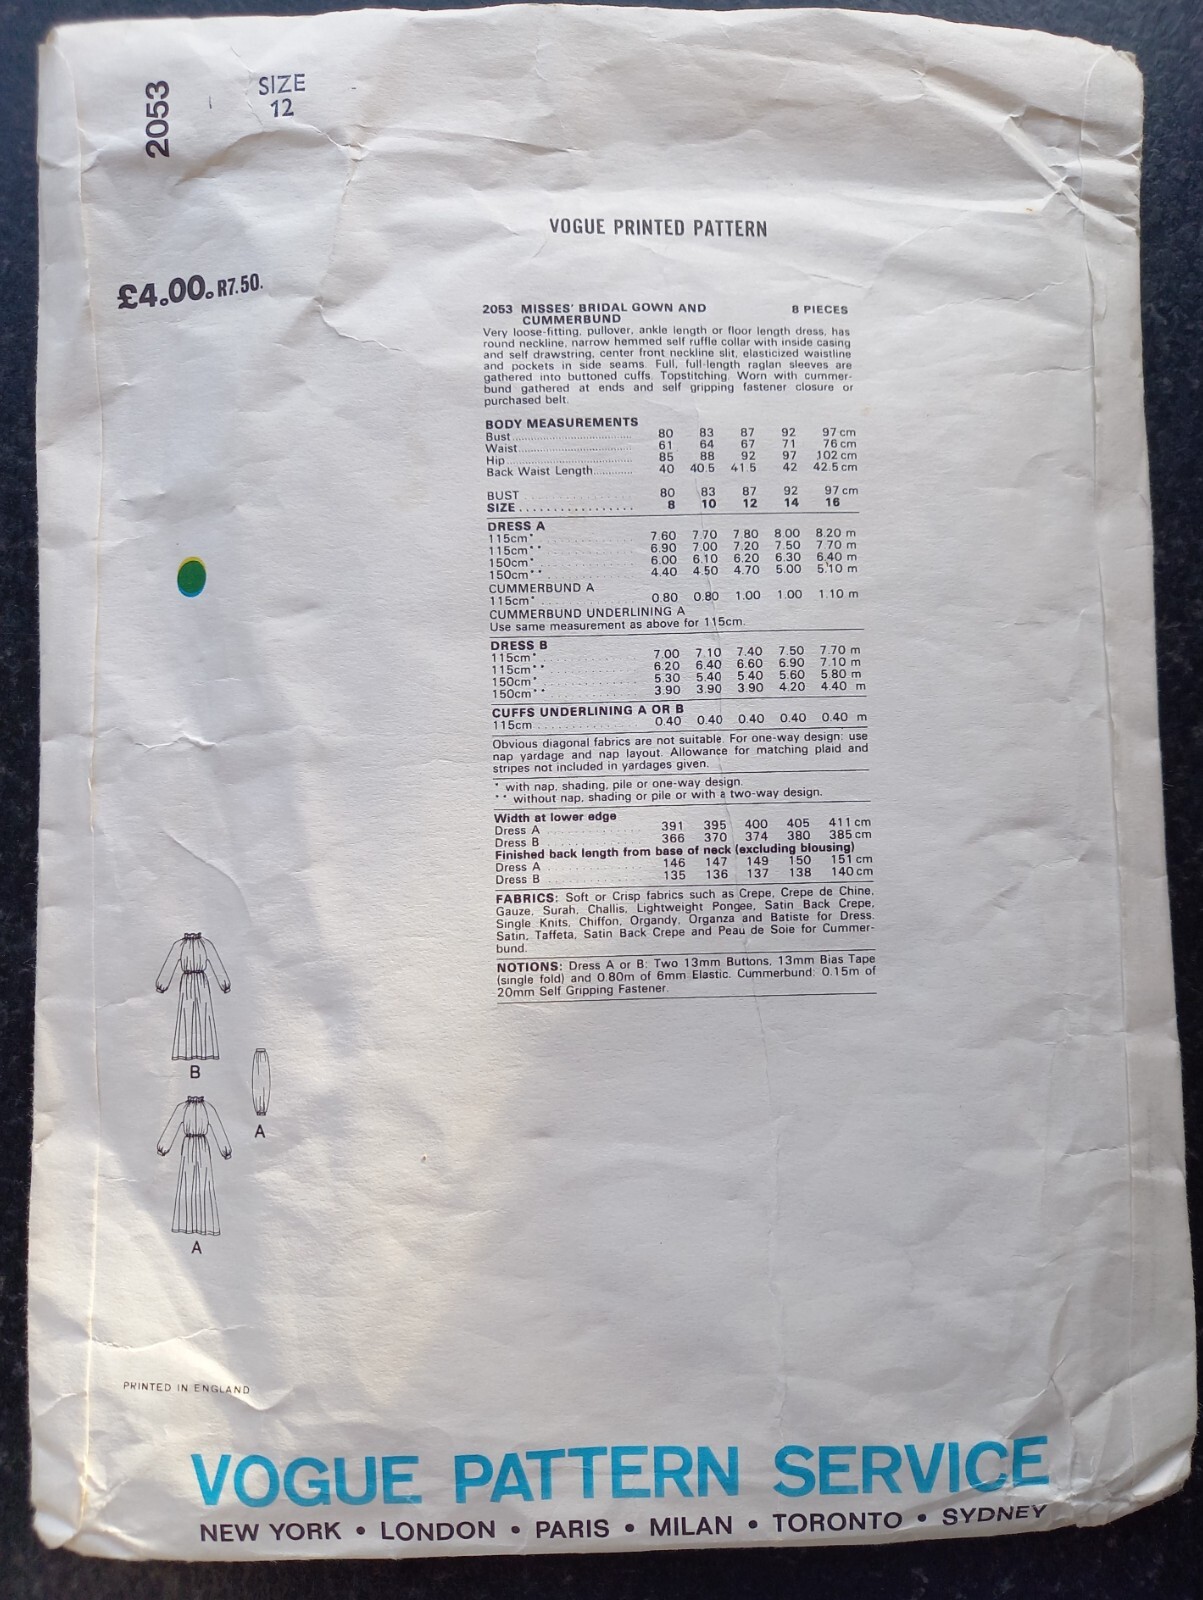 2053
SIZE
12
£4.00. R7.50.
VOGUE PRINTED PATTERN
2053 MISSES' BRIDAL GOWN AND 8 PIECES
CUMMERBUND
Very loose-fitting, pullover, ankle length or floor length dress, has
round neckline, narrow hemmed self ruffle collar with inside casing
and self drawstring, center front neckline slit, elasticized waistline
and pockets in side seams. Full, full-length raglan sleeves are
gathered into buttoned cuffs. Topstitching. Worn with cummer-
bund gathered at ends and self gripping fastener closure or
purchased belt.
BODY MEASUREMENTS
Bust 80 83 87 92 97 cm
Waist 61 64 67 71 76 cm
Hip 85 88 92 97 102 cm
Back Waist Length 40 40.5 41.5 42 42.5 cm
BUST 80 83 87 92 97 cm
SIZE 8 10 12 14 16
DRESS A
115cm* 7.60 7.70 7.80 8.00 8.20 m
115cm** 6.90 7.00 7.20 7.50 7.70 m
150cm* 6.00 6.10 6.20 6.30 6.40 m
150cm** 4.40 4.50 4.70 5.00 5.10 m
CUMMERBUND A
115cm* 0.80 0.80 1.00 1.00 1.10 m
CUMMERBUND UNDERLINING A
Use same measurement as above for 115cm.
DRESS B
115cm* 7.00 7.10 7.40 7.50 7.70 m
115cm** 6.20 6.40 6.60 6.90 7.10 m
150cm* 5.30 5.40 5.40 5.60 5.80 m
150cm** 3.90 3.90 3.90 4.20 4.40 m
CUFFS UNDERLINING A OR B
115cm 0.40 0.40 0.40 0.40 0.40 m
Obvious diagonal fabrics are not suitable. For one-way design: use
nap yardage and nap layout. Allowance for matching plaid and
stripes not included in yardages given.
* with nap, shading, pile or one-way design.
** without nap, shading or pile or with a two-way design.
Width at lower edge
Dress A 391 395 400 405 411 cm
Dress B 366 370 374 380 385 cm
Finished back length from base of neck (excluding blousing)
Dress A 146 147 149 150 151 cm
Dress B 135 136 137 138 140 cm
FABRICS: Soft or Crisp fabrics such as Crepe, Crepe de Chine,
Gauze, Surah, Challis, Lightweight Pongee, Satin Back Crepe,
Single Knits, Chiffon, Organdy, Organza and Batiste for Dress.
Satin, Taffeta, Satin Back Crepe and Peau de Soie for Cummer-
bund.
NOTIONS: Dress A or B: Two 13mm Buttons, 13mm Bias Tape
(single fold) and 0.80m of 6mm Elastic. Cummerbund: 0.15m of
20mm Self Gripping Fastener.
B
A
A
PRINTED IN ENGLAND
VOGUE PATTERN SERVICE
NEW YORK • LONDON • PARIS • MILAN • TORONTO • SYDNEY